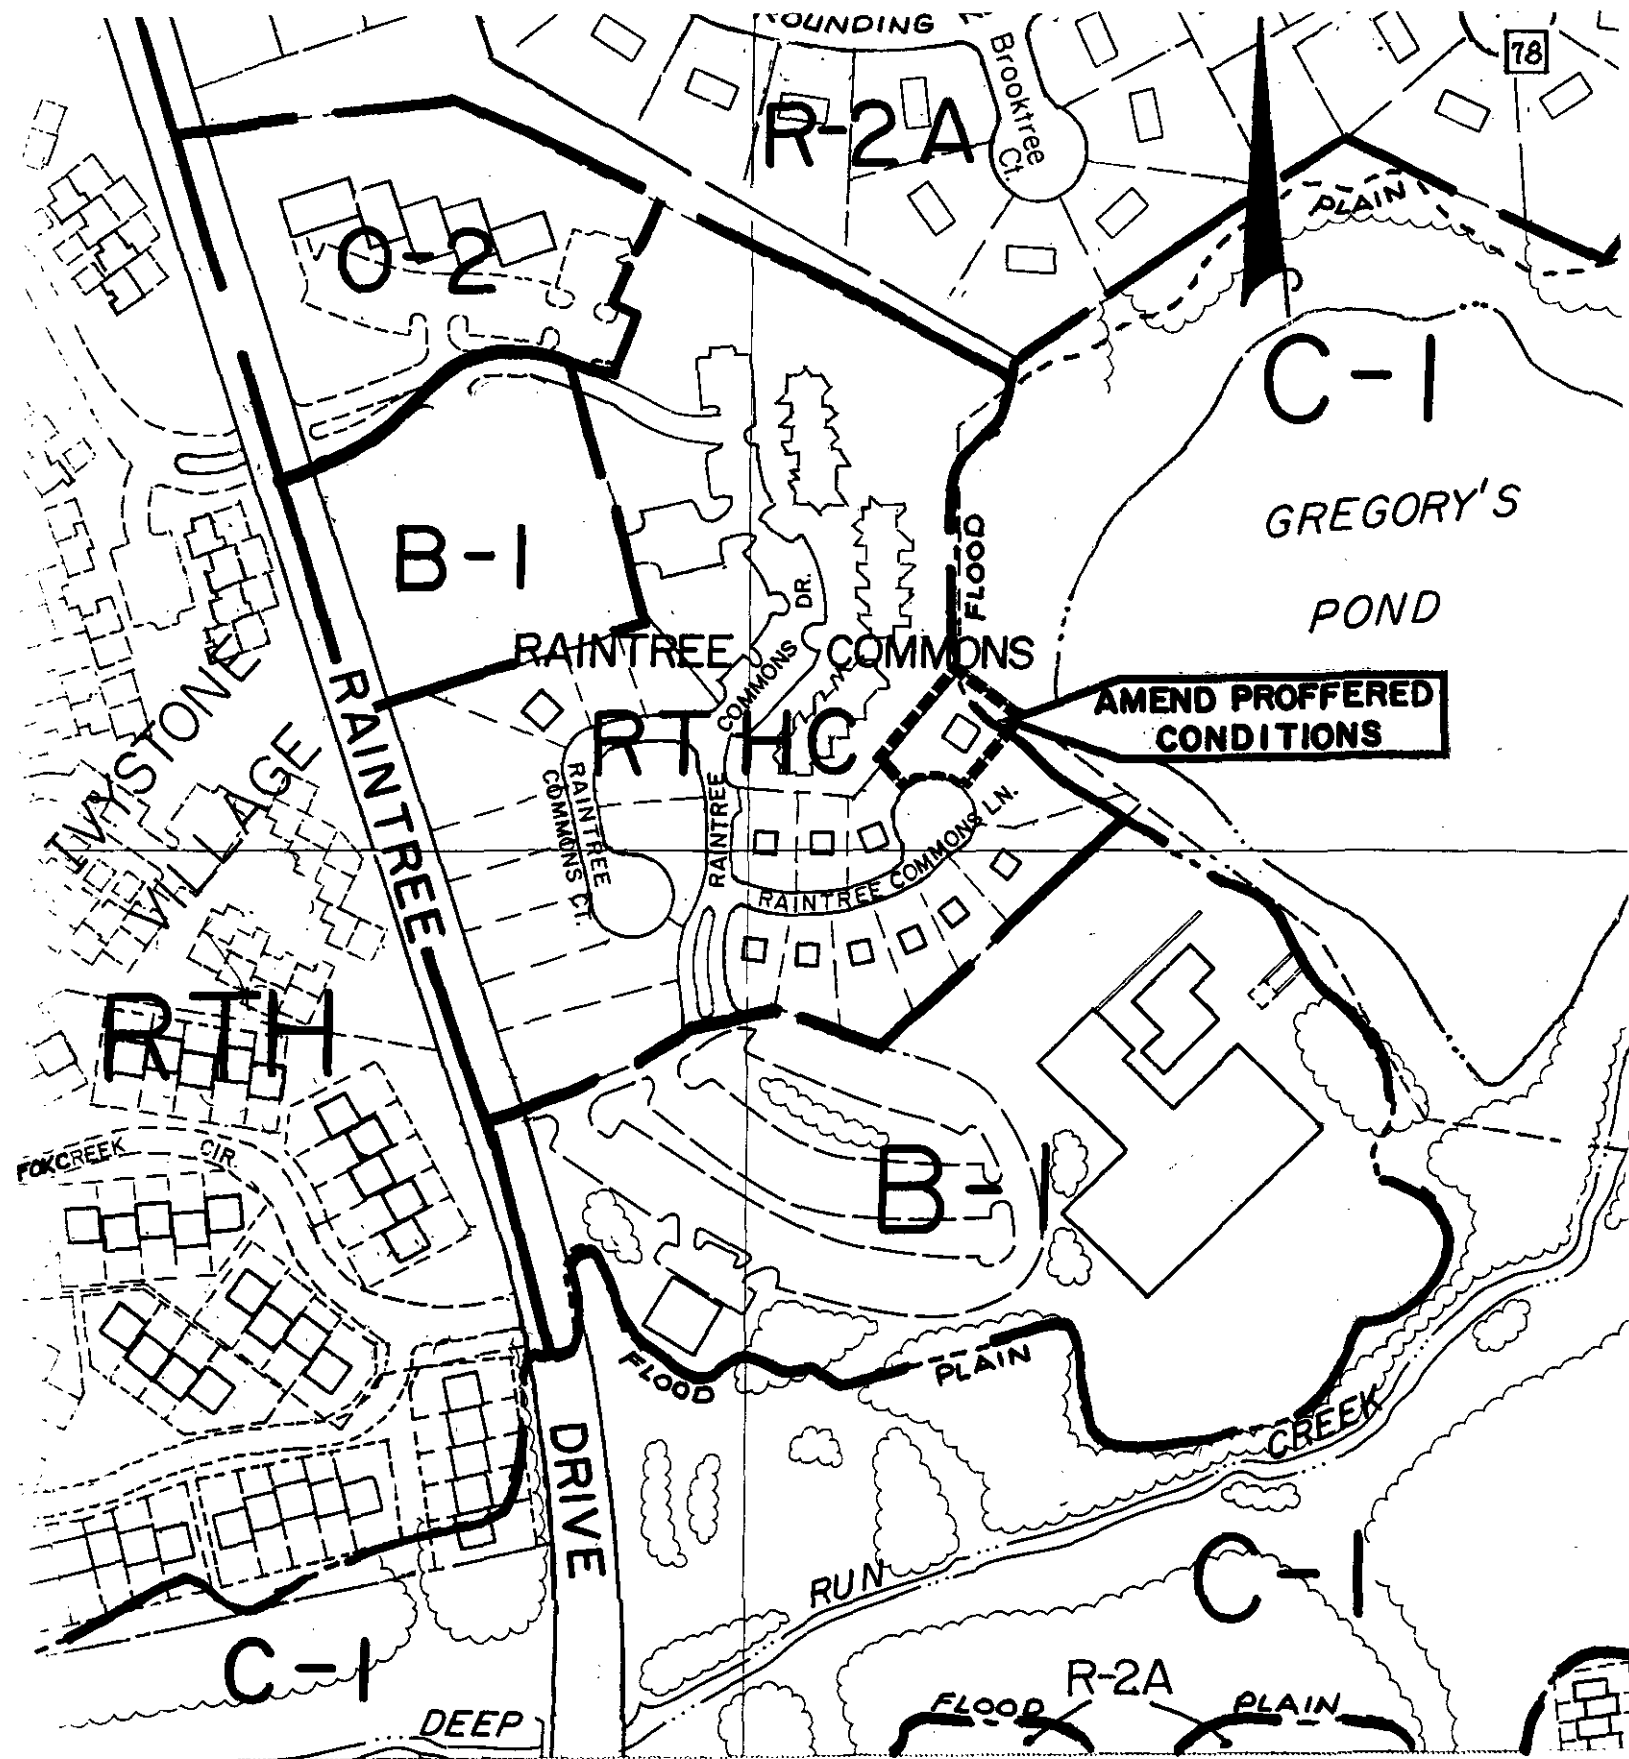 ROUNDING
78
Brooktree
Ct.
R-2A
PLAIN
O-2
C-1
GREGORY'S
POND
B-1
FLOOD
DR.
COMMONS
RAINTREE COMMONS
AMEND PROFFERED
CONDITIONS
RTHC
RAINTREE
COMMONS CT.
RAINTREE
RAINTREE COMMONS LN.
IVYSTONE
VILLAGE
RAINTREE
DRIVE
RTH
FOXCREEK CIR.
B-1
FLOOD
PLAIN
CREEK
RUN
DEEP
C-1
C-1
R-2A
FLOOD
PLAIN